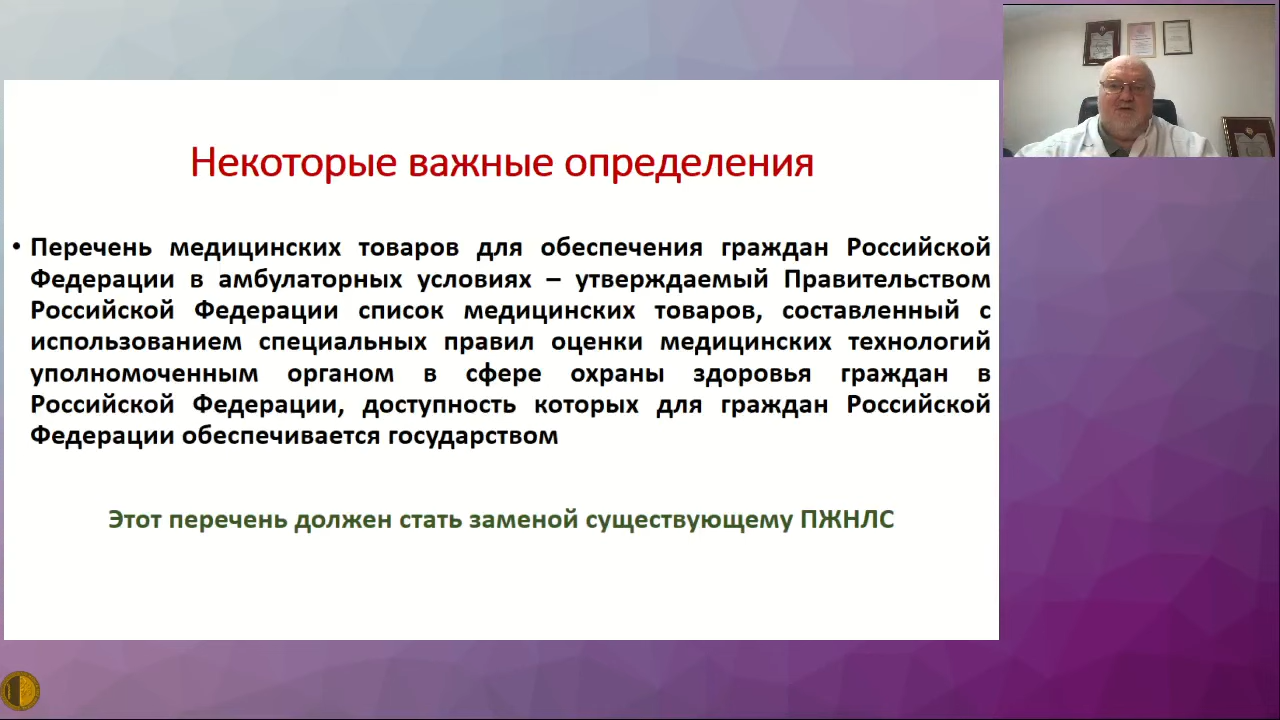 Некоторые важные определения
• Перечень медицинских товаров для обеспечения граждан Российской
Федерации в амбулаторных условиях – утверждаемый Правительством
Российской Федерации список медицинских товаров, составленный с
использованием специальных правил оценки медицинских технологий
уполномоченным органом в сфере охраны здоровья граждан в
Российской Федерации, доступность которых для граждан Российской
Федерации обеспечивается государством
Этот перечень должен стать заменой существующему ПЖНЛС